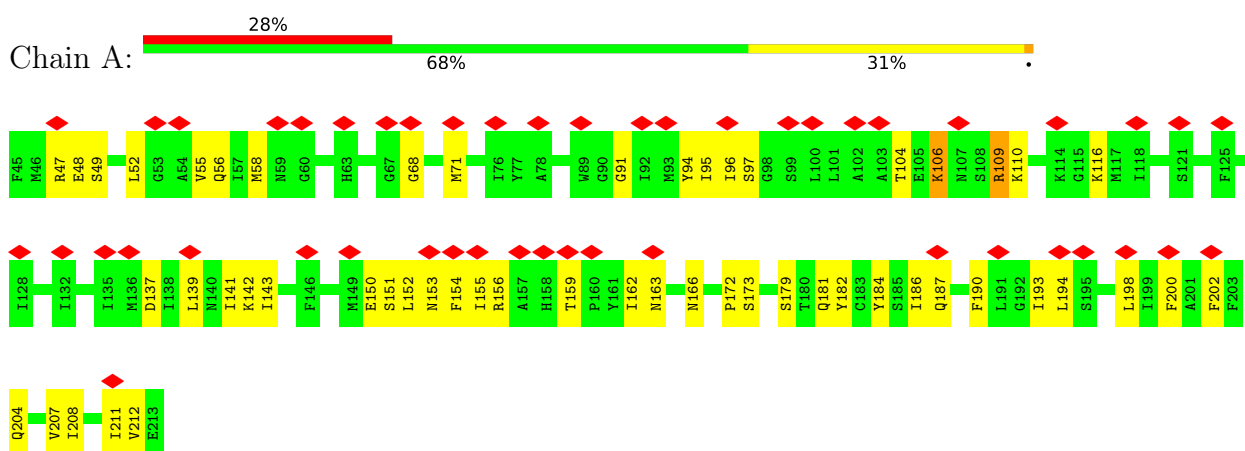 28%
Chain A:
68% 31% •
F45 M46 R47 E48 S49 L52 G53 A54 V55 Q56 I57 M58 N59 G60 H63 G67 G68 M71 I76 Y77 A78 W89 G90 G91 I92 M93 Y94 I95 I96 S97 G98 S99 L100 L101 A102 A103 T104 E105 K106 N107 S108 R109 K110 K114 G115 K116 M117 I118 S121 F125
I128 I132 I135 M136 D137 I138 L139 N140 I141 K142 I143 F146 M149 E150 S151 L152 N153 F154 I155 R156 A157 H158 T159 P160 Y161 I162 N163 N166 P172 S173 S179 T180 Q181 Y182 C183 Y184 S185 I186 Q187 F190 L191 G192 I193 L194 S195 L198 I199 F200 A201 F202 F203
Q204 V207 I208 I211 V212 E213